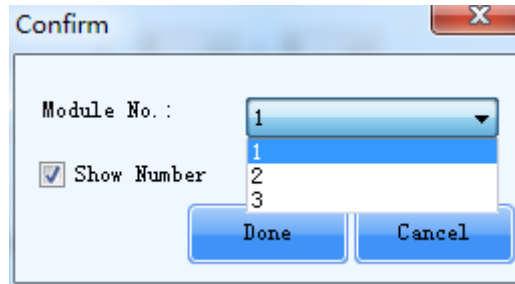 Confirm
Module No.:
1
1
2
3
Show Number
Done
Cancel